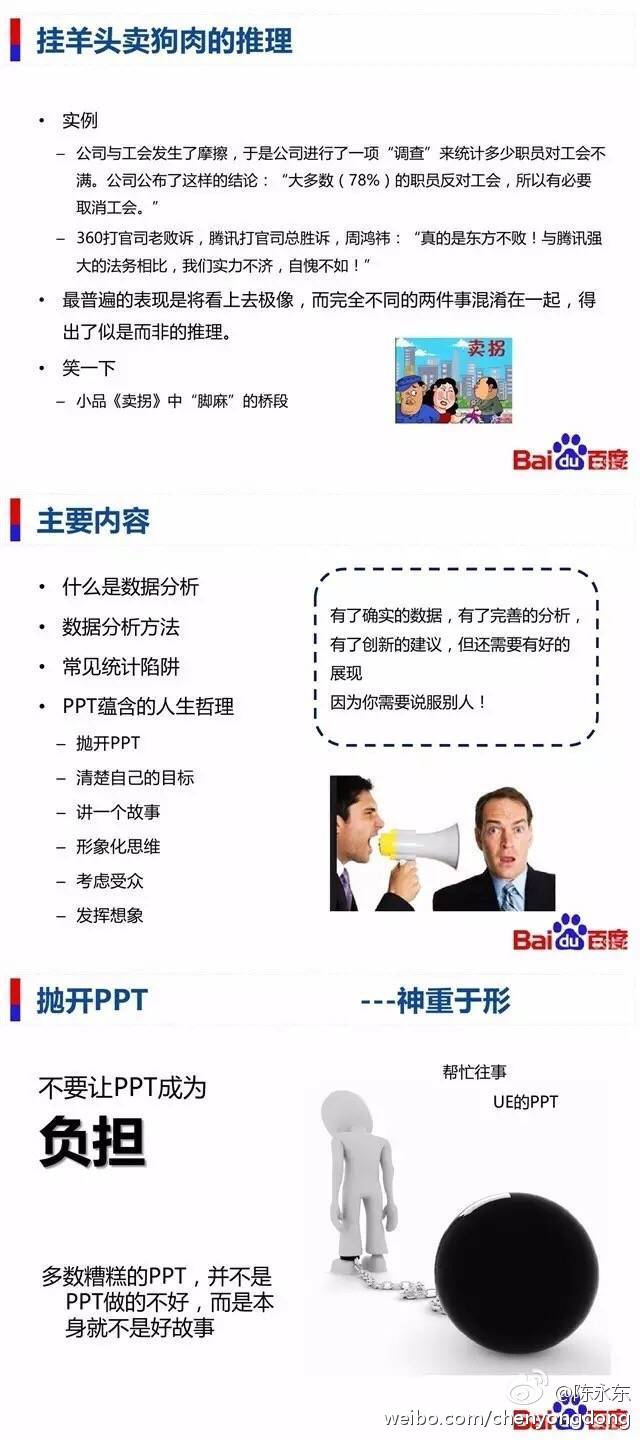 挂羊头卖狗肉的推理
• 实例
– 公司与工会发生了摩擦，于是公司进行了一项“调查”来统计多少职员对工会不
满。公司公布了这样的结论：“大多数（78%）的职员反对工会，所以有必要
取消工会。”
– 360打官司老败诉，腾讯打官司总胜诉，周鸿祎：“真的是东方不败！与腾讯强
大的法务相比，我们实力不济，自愧不如！”
• 最普遍的表现是将看上去极像，而完全不同的两件事混淆在一起，得
出了似是而非的推理。
• 笑一下
– 小品《卖拐》中“脚麻”的桥段
卖拐
Bai du 百度
主要内容
• 什么是数据分析
• 数据分析方法
• 常见统计陷阱
• PPT蕴含的人生哲理
– 抛开PPT
– 清楚自己的目标
– 讲一个故事
– 形象化思维
– 考虑受众
– 发挥想象
有了确实的数据，有了完善的分析，
有了创新的建议，但还需要有好的
展现
因为你需要说服别人！
Bai du 百度
抛开PPT ---神重于形
不要让PPT成为
负担
帮忙往事
UE的PPT
多数糟糕的PPT，并不是
PPT做的不好，而是本
身就不是好故事
@陈永东
Bai du 百度
weibo.com/chenyongdong